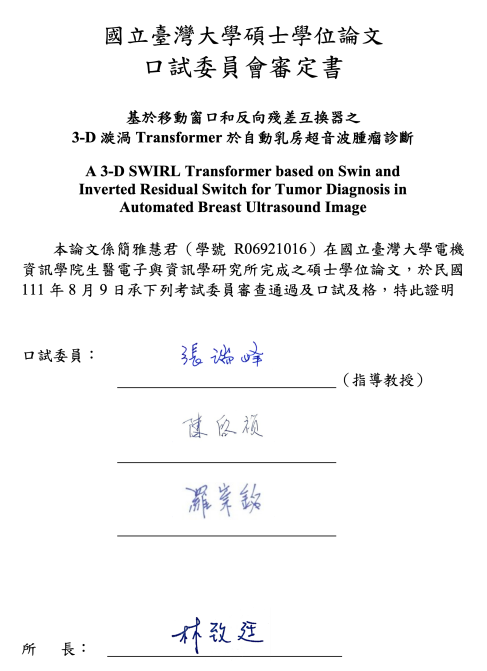 國立臺灣大學碩士學位論文
口試委員會審定書
基於移動窗口和反向殘差互換器之
3-D 漩渦 Transformer 於自動乳房超音波腫瘤診斷
A 3-D SWIRL Transformer based on Swin and
Inverted Residual Switch for Tumor Diagnosis in
Automated Breast Ultrasound Image
本論文係簡雅慧君（學號 R06921016）在國立臺灣大學電機
資訊學院生醫電子與資訊學研究所完成之碩士學位論文，於民國
111 年 8 月 9 日承下列考試委員審查通過及口試及格，特此證明
口試委員： 張瑞峰
（指導教授）
陳啓禎
羅崇銘
所 長： 林致廷